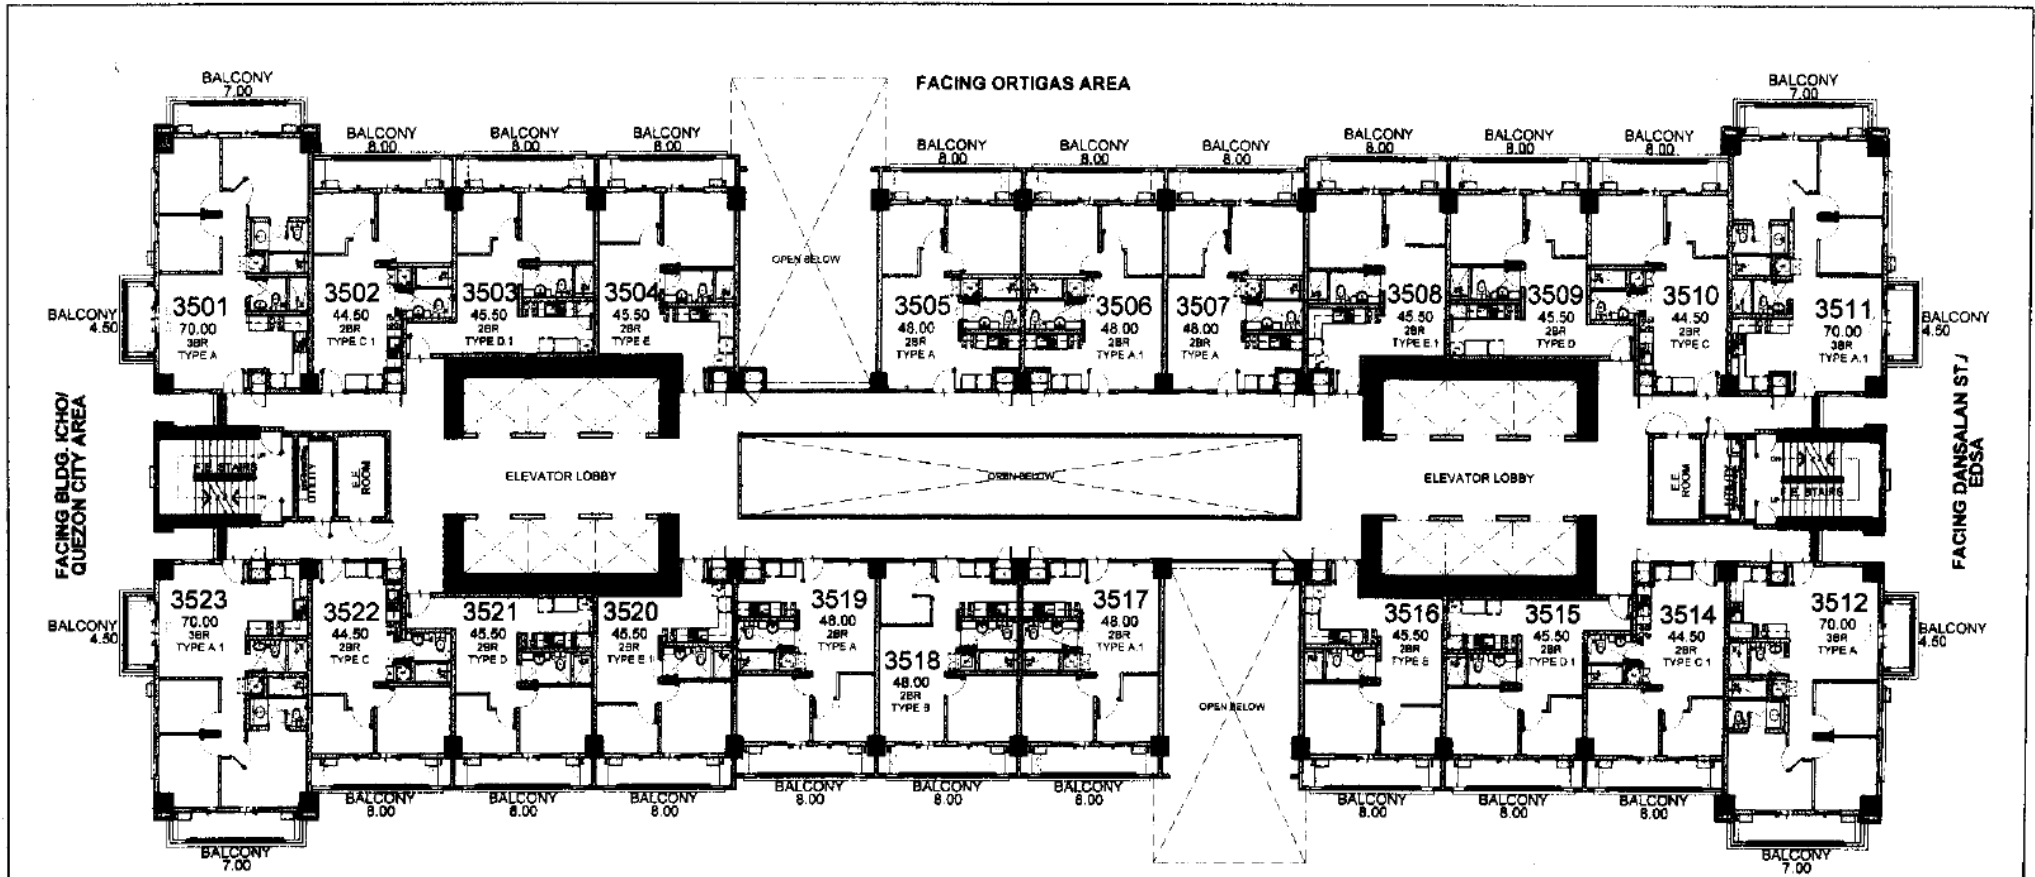 FACING ORTIGAS AREA
BALCONY
7.00
BALCONY
8.00
BALCONY
8.00
BALCONY
8.00
BALCONY
8.00
BALCONY
8.00
BALCONY
8.00
BALCONY
8.00
BALCONY
8.00
BALCONY
8.00
BALCONY
7.00
OPEN BELOW
BALCONY
4.50
3501
70.00
3BR
TYPE A
3502
44.50
2BR
TYPE C.1
3503
45.50
2BR
TYPE D.1
3504
45.50
2BR
TYPE E
3505
48.00
2BR
TYPE A
3506
48.00
2BR
TYPE A.1
3507
48.00
2BR
TYPE A
3508
45.50
2BR
TYPE E.1
3509
45.50
2BR
TYPE D
3510
44.50
2BR
TYPE C
3511
70.00
3BR
TYPE A.1
BALCONY
4.50
FACING BLDG. ICHO/
QUEZON CITY AREA
F.E. STAIRS
UTILITY
E.E.
ROOM
ELEVATOR LOBBY
OPEN BELOW
ELEVATOR LOBBY
E.E.
ROOM
UTILITY
F.E. STAIRS
FACING DANSALAN ST./
EDSA
BALCONY
4.50
3523
70.00
3BR
TYPE A.1
3522
44.50
2BR
TYPE C
3521
45.50
2BR
TYPE D
3520
45.50
2BR
TYPE E.1
3519
48.00
2BR
TYPE A
3518
48.00
2BR
TYPE B
3517
48.00
2BR
TYPE A.1
OPEN BELOW
3516
45.50
2BR
TYPE E
3515
45.50
2BR
TYPE D.1
3514
44.50
2BR
TYPE C.1
3512
70.00
3BR
TYPE A
BALCONY
4.50
BALCONY
7.00
BALCONY
8.00
BALCONY
8.00
BALCONY
8.00
BALCONY
8.00
BALCONY
8.00
BALCONY
8.00
BALCONY
8.00
BALCONY
8.00
BALCONY
8.00
BALCONY
7.00